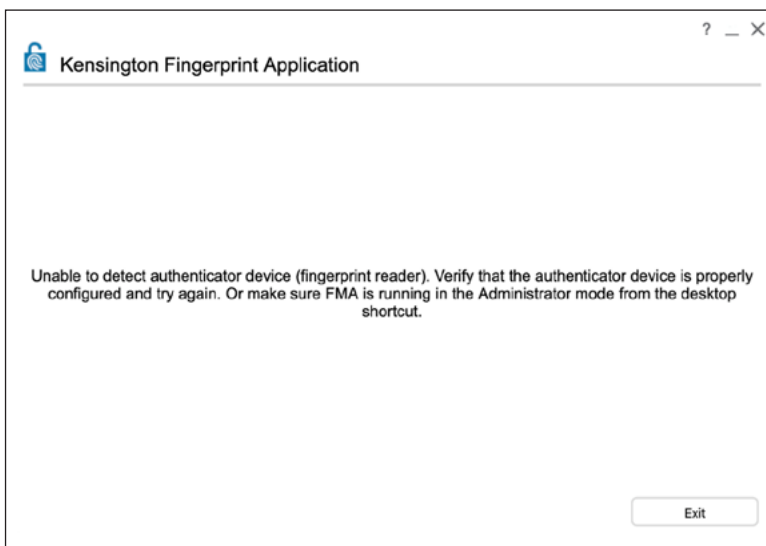 ? _ X
Kensington Fingerprint Application
Unable to detect authenticator device (fingerprint reader). Verify that the authenticator device is properly
configured and try again. Or make sure FMA is running in the Administrator mode from the desktop
shortcut.
Exit